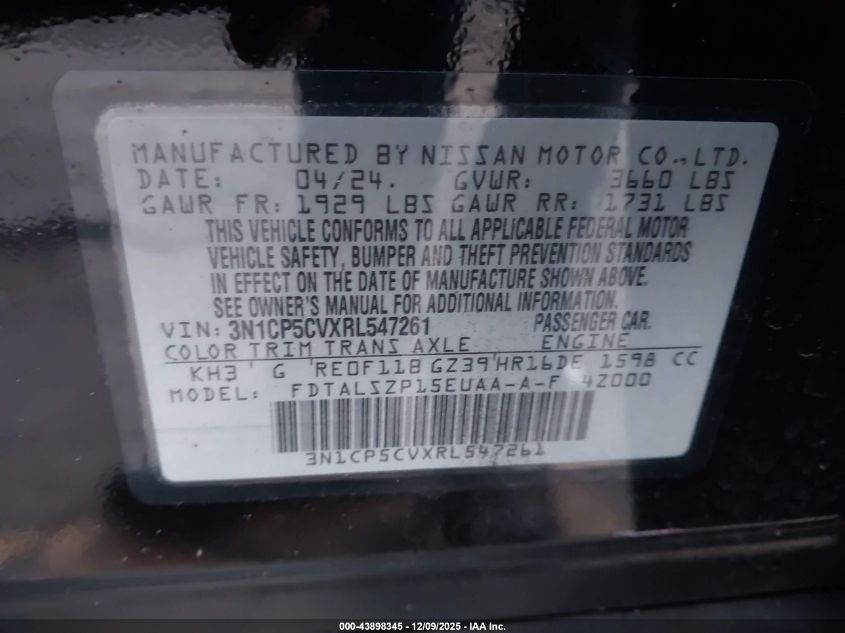 MANUFACTURED BY NISSAN MOTOR CO., LTD.
DATE: 04/24. GVWR: 3660 LBS
GAWR FR: 1929 LBS GAWR RR: 1731 LBS
THIS VEHICLE CONFORMS TO ALL APPLICABLE FEDERAL MOTOR
VEHICLE SAFETY, BUMPER AND THEFT PREVENTION STANDARDS
IN EFFECT ON THE DATE OF MANUFACTURE SHOWN ABOVE.
SEE OWNER'S MANUAL FOR ADDITIONAL INFORMATION.
VIN: 3N1CP5CVXRL547261 PASSENGER CAR.
COLOR TRIM TRANS AXLE ENGINE
KH3 G RE0F11B GZ39 HR16DE 1598 CC
MODEL: FDTALSZP15EUAA-A-F 4Z000
3N1CP5CVXRL547261
000-43898345 - 12/09/2025 - IAA Inc.